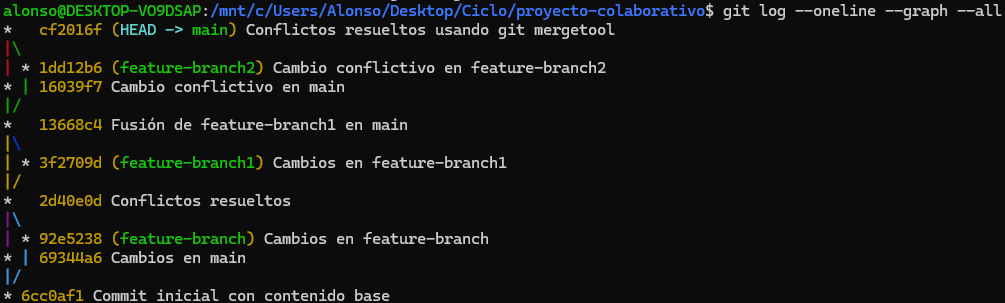 alonso@DESKTOP-VO9DSAP:/mnt/c/Users/Alonso/Desktop/Ciclo/proyecto-colaborativo$ git log --oneline --graph --all
*   cf2016f (HEAD -> main) Conflictos resueltos usando git mergetool
|\
| * 1dd12b6 (feature-branch2) Cambio conflictivo en feature-branch2
* | 16039f7 Cambio conflictivo en main
|/
*   13668c4 Fusión de feature-branch1 en main
|\
| * 3f2709d (feature-branch1) Cambios en feature-branch1
|/
*   2d40e0d Conflictos resueltos
|\
| * 92e5238 (feature-branch) Cambios en feature-branch
* | 69344a6 Cambios en main
|/
* 6cc0af1 Commit inicial con contenido base